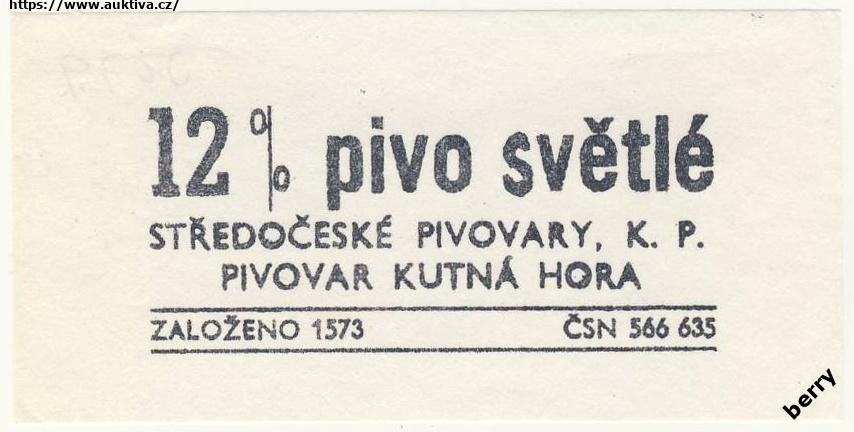 https://www.auktiva.cz/
12% pivo světlé
STŘEDOČESKÉ PIVOVARY, K. P.
PIVOVAR KUTNÁ HORA
ZALOŽENO 1573 ČSN 566 635
berry